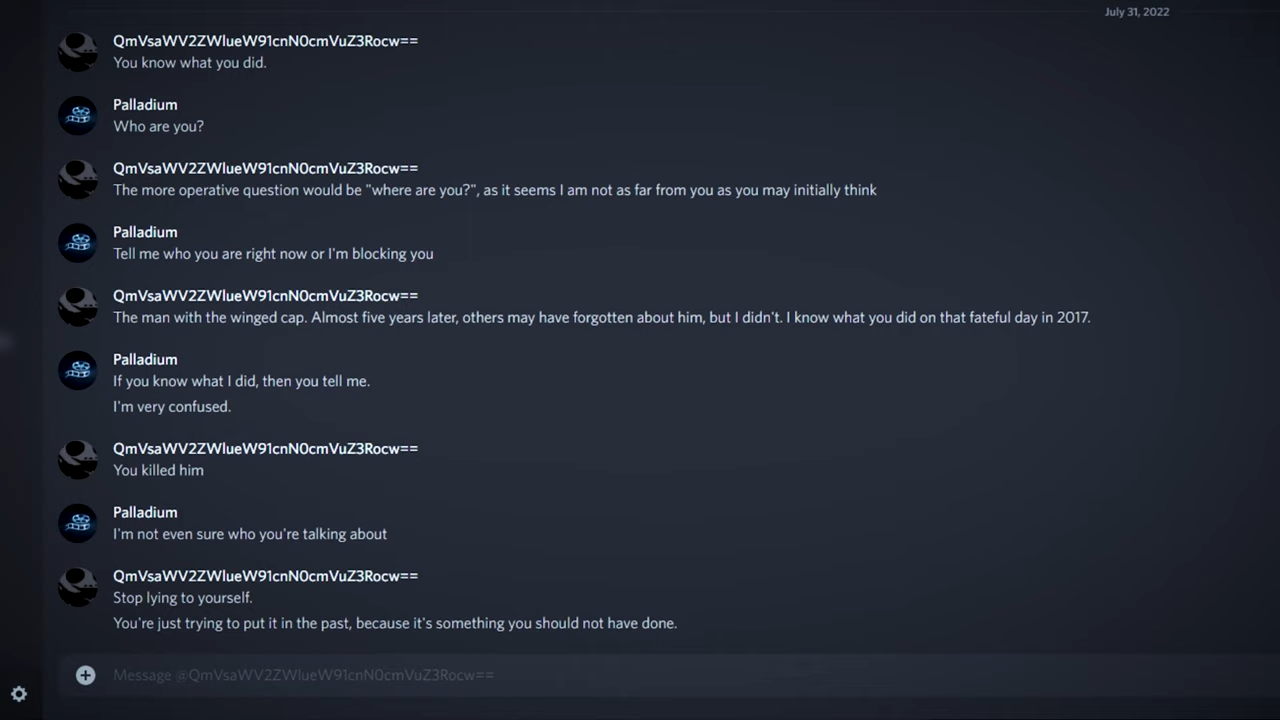 July 31, 2022
QmVsaWV2ZWlueW91cnN0cmVuZ3Rocw==
You know what you did.
Palladium
Who are you?
QmVsaWV2ZWlueW91cnN0cmVuZ3Rocw==
The more operative question would be "where are you?", as it seems I am not as far from you as you may initially think
Palladium
Tell me who you are right now or I'm blocking you
QmVsaWV2ZWlueW91cnN0cmVuZ3Rocw==
The man with the winged cap. Almost five years later, others may have forgotten about him, but I didn't. I know what you did on that fateful day in 2017.
Palladium
If you know what I did, then you tell me.
I'm very confused.
QmVsaWV2ZWlueW91cnN0cmVuZ3Rocw==
You killed him
Palladium
I'm not even sure who you're talking about
QmVsaWV2ZWlueW91cnN0cmVuZ3Rocw==
Stop lying to yourself.
You're just trying to put it in the past, because it's something you should not have done.
Message @QmVsaWV2ZWlueW91cnN0cmVuZ3Rocw==